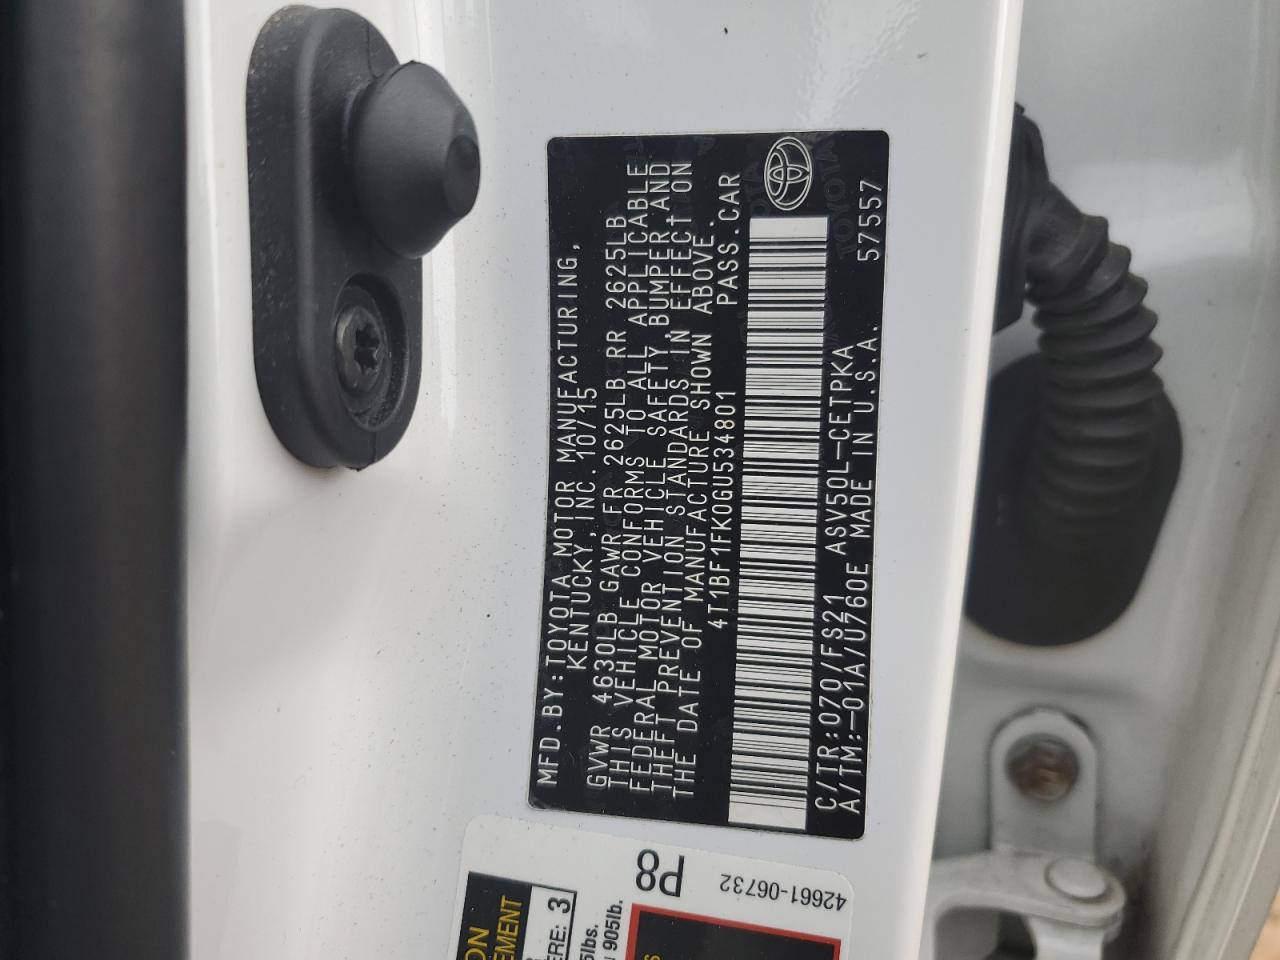 MFD.BY:TOYOTA MOTOR MANUFACTURING,
KENTUCKY,INC. 10/15
GVWR 4630LB GAWR FR 2625LB RR 2625LB
THIS VEHICLE CONFORMS TO ALL APPLICABLE
FEDERAL MOTOR VEHICLE SAFETY,BUMPER AND
THEFT PREVENTION STANDARDS IN EFFECT ON
THE DATE OF MANUFACTURE SHOWN ABOVE.
4T1BF1FK0GU534801 PASS.CAR
C/TR:070/FS21 ASV50L-CETPKA 57557
A/TM:-01A/U760E MADE IN U.S.A.
TOYOTA
P8
42661-06732
3
905lb.